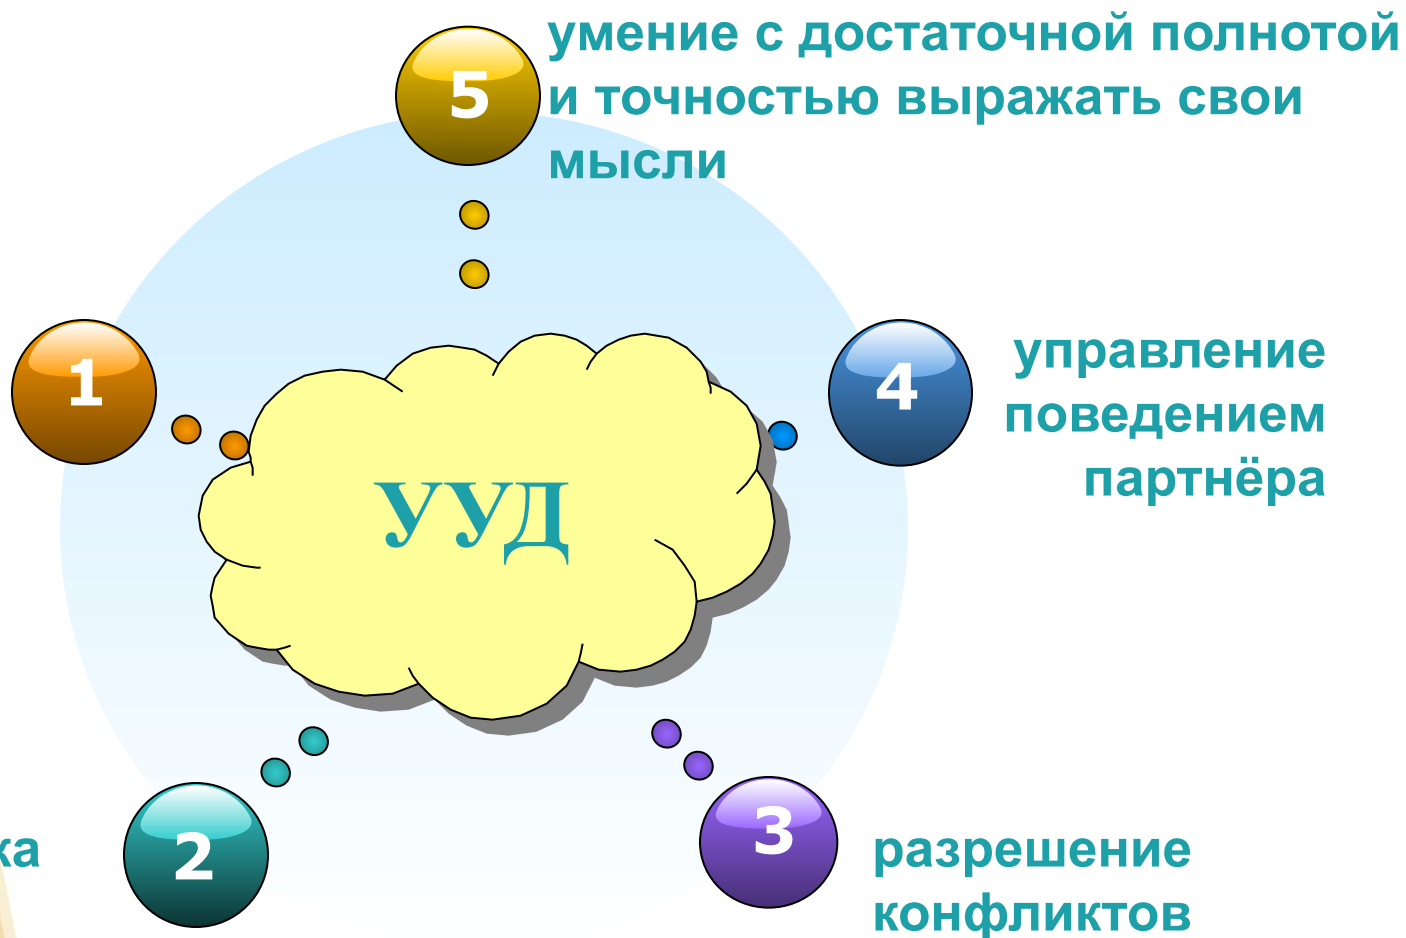 5
умение с достаточной полнотой
и точностью выражать свои
мысли
1
4
управление
поведением
партнёра
УУД
2
3
разрешение
конфликтов